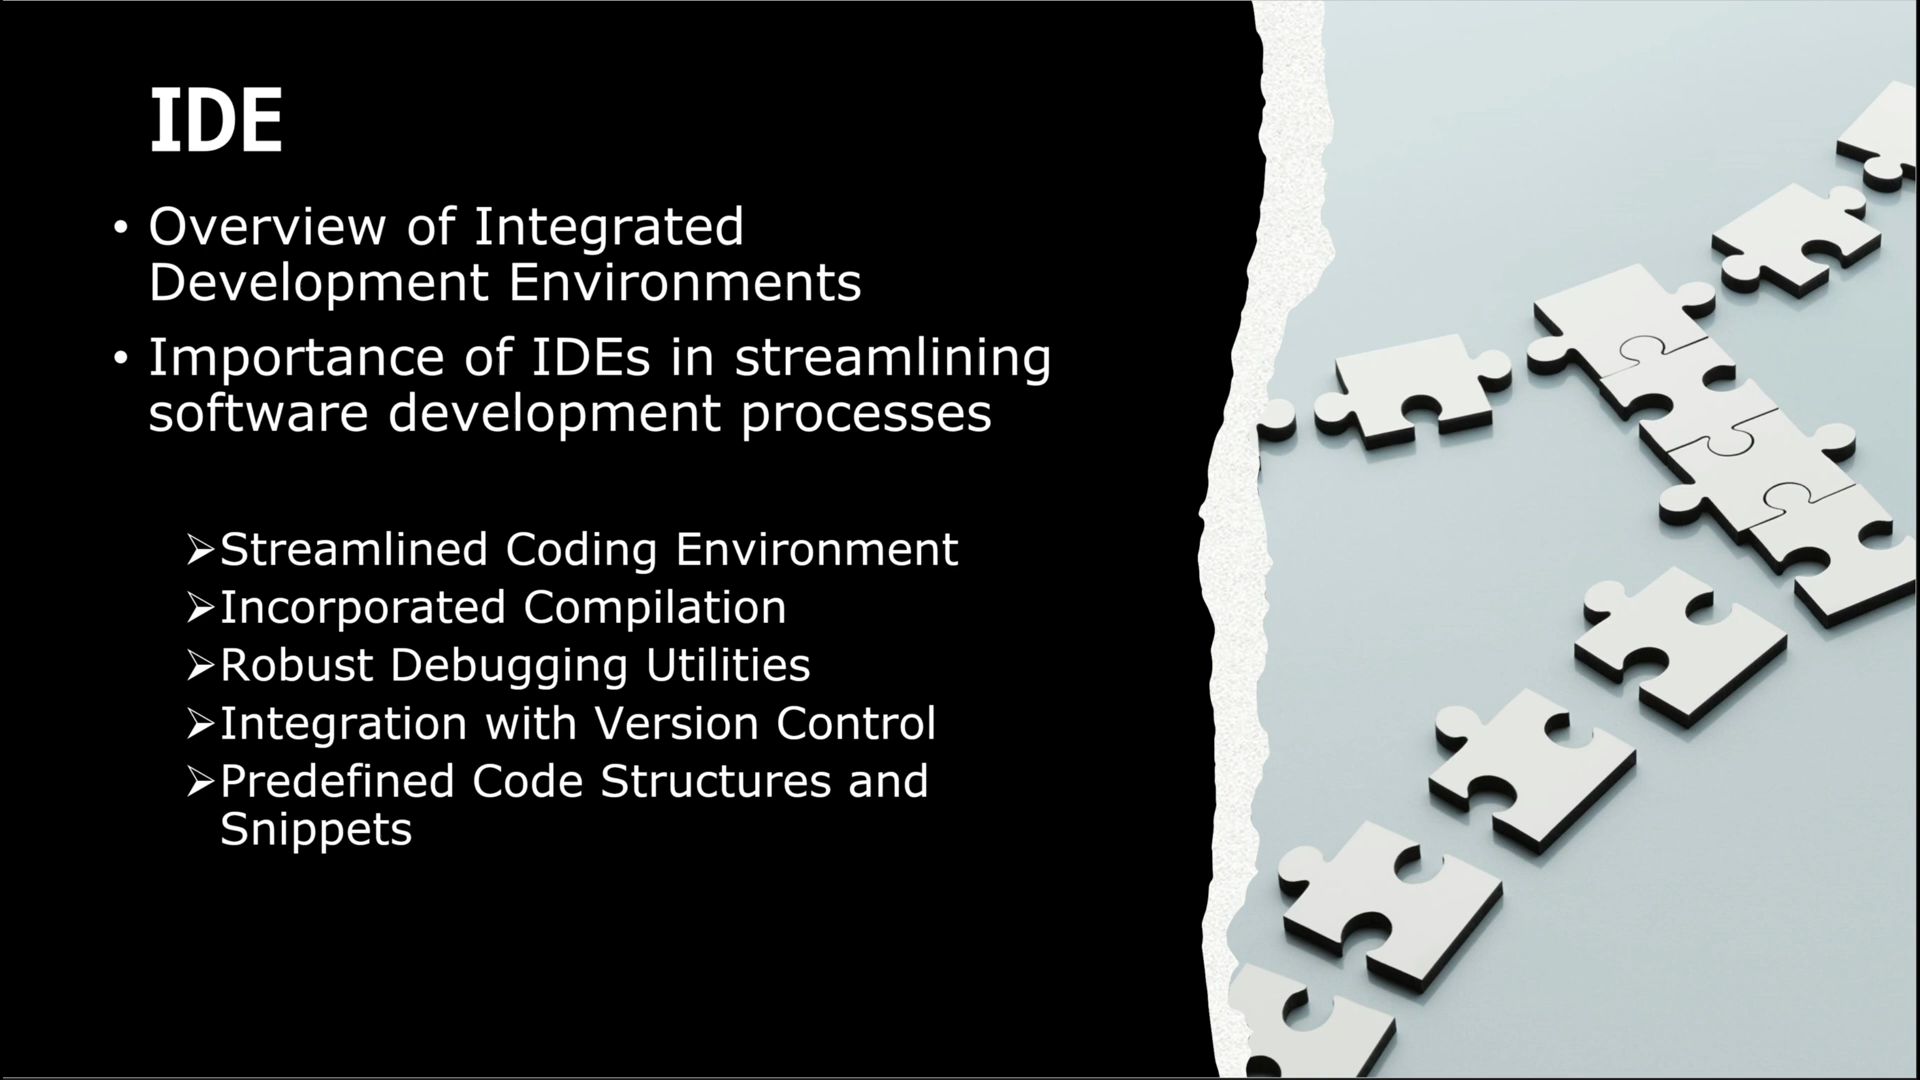 IDE
• Overview of Integrated
Development Environments
• Importance of IDEs in streamlining
software development processes
➢Streamlined Coding Environment
➢Incorporated Compilation
➢Robust Debugging Utilities
➢Integration with Version Control
➢Predefined Code Structures and
Snippets